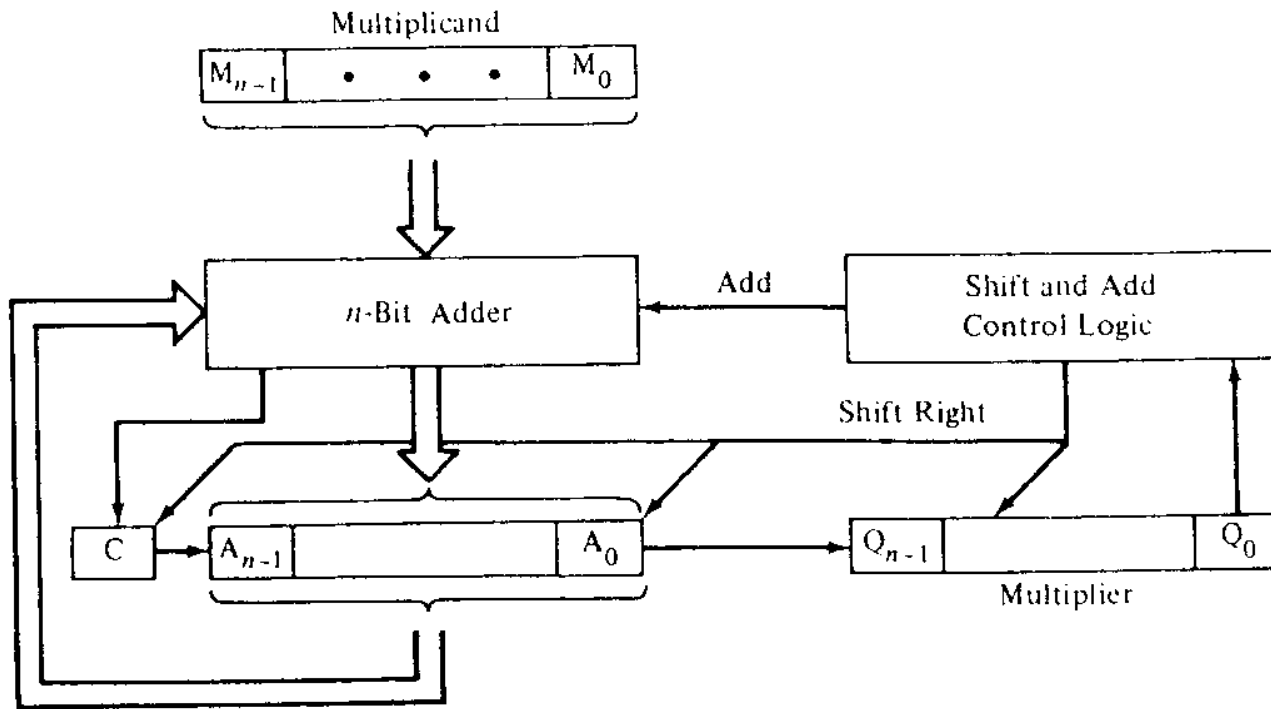 Multiplicand
Mn-1 • • • M0
n-Bit Adder
Add
Shift and Add
Control Logic
Shift Right
C
An-1
A0
Qn-1
Q0
Multiplier